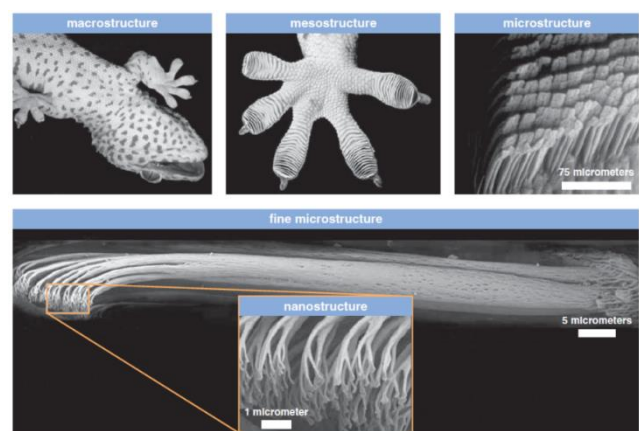 macrostructure
mesostructure
microstructure
75 micrometers
fine microstructure
nanostructure
5 micrometers
1 micrometer